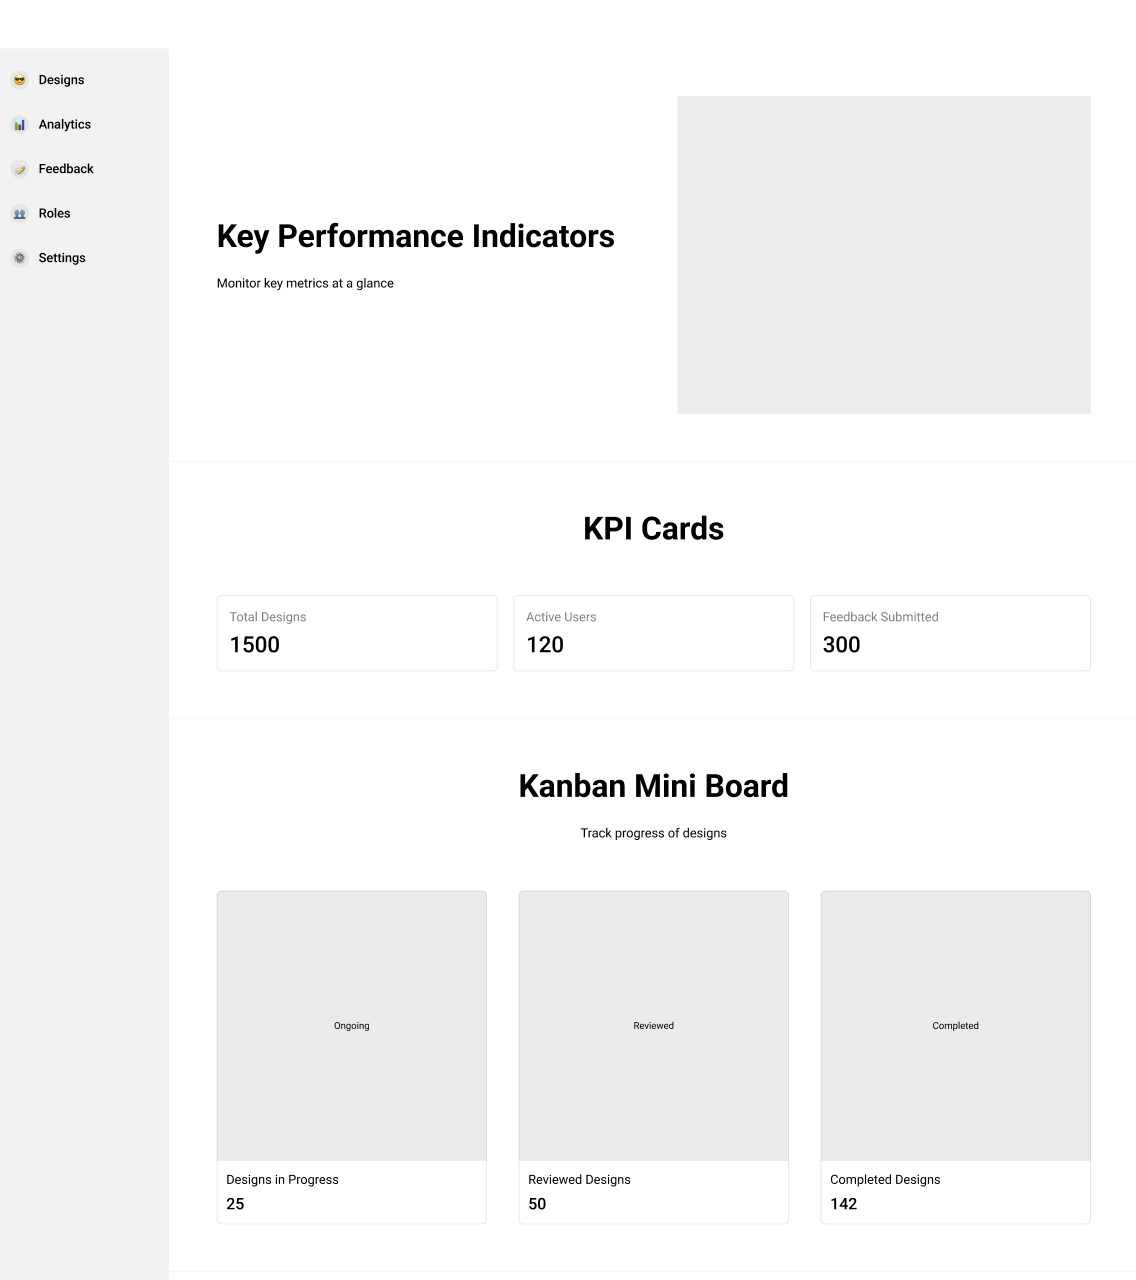 Designs
Analytics
Feedback
Roles
Settings
Key Performance Indicators
Monitor key metrics at a glance
KPI Cards
Total Designs
1500
Active Users
120
Feedback Submitted
300
Kanban Mini Board
Track progress of designs
Ongoing
Designs in Progress
25
Reviewed
Reviewed Designs
50
Completed
Completed Designs
142